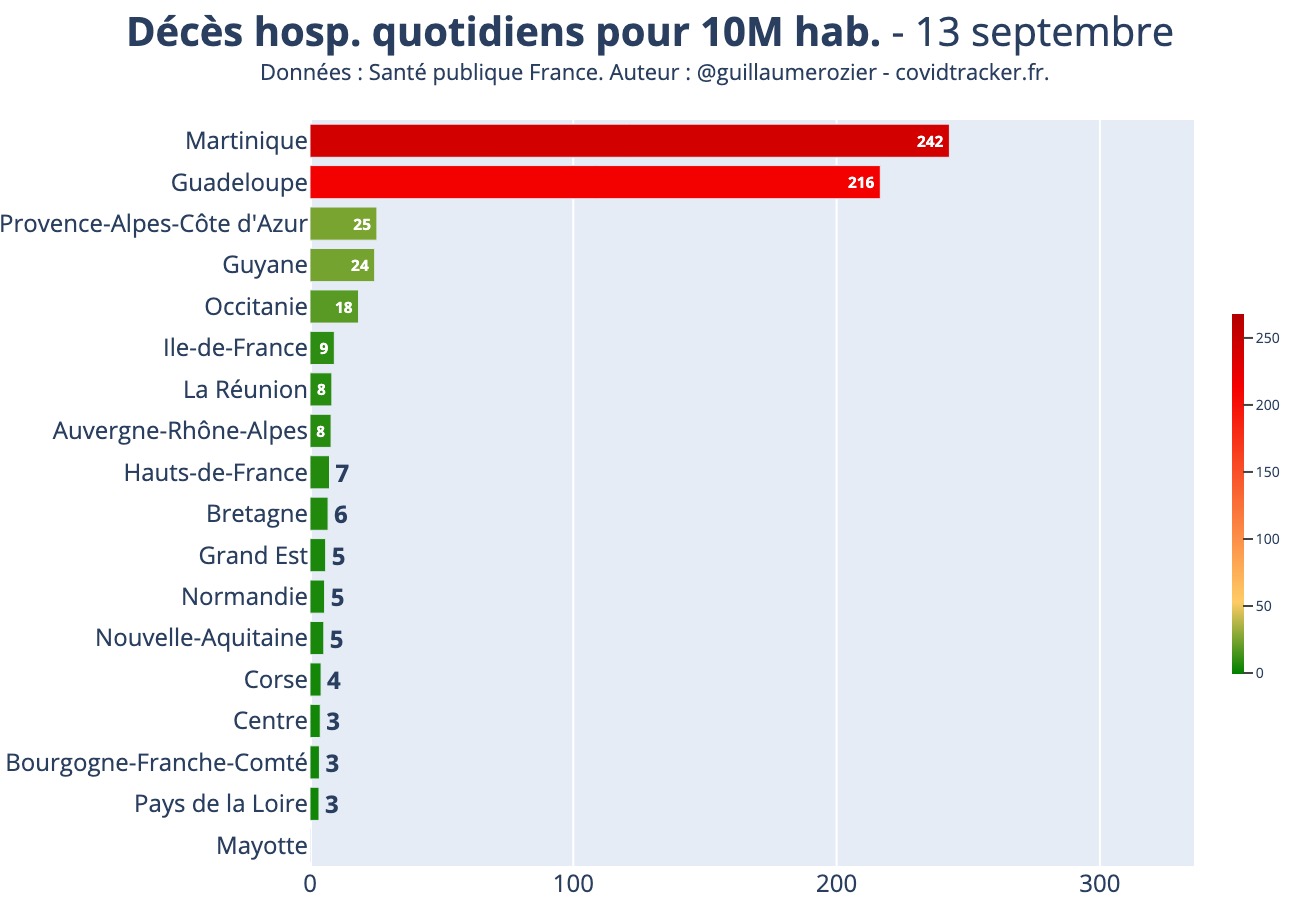 Décès hosp. quotidiens pour 10M hab. - 13 septembre
Données : Santé publique France. Auteur : @guillaumerozier - covidtracker.fr.
Martinique 242
Guadeloupe 216
Provence-Alpes-Côte d'Azur 25
Guyane 24
Occitanie 18
Ile-de-France 9
La Réunion 8
Auvergne-Rhône-Alpes 8
Hauts-de-France 7
Bretagne 6
Grand Est 5
Normandie 5
Nouvelle-Aquitaine 5
Corse 4
Centre 3
Bourgogne-Franche-Comté 3
Pays de la Loire 3
Mayotte
0 100 200 300
250
200
150
100
50
0